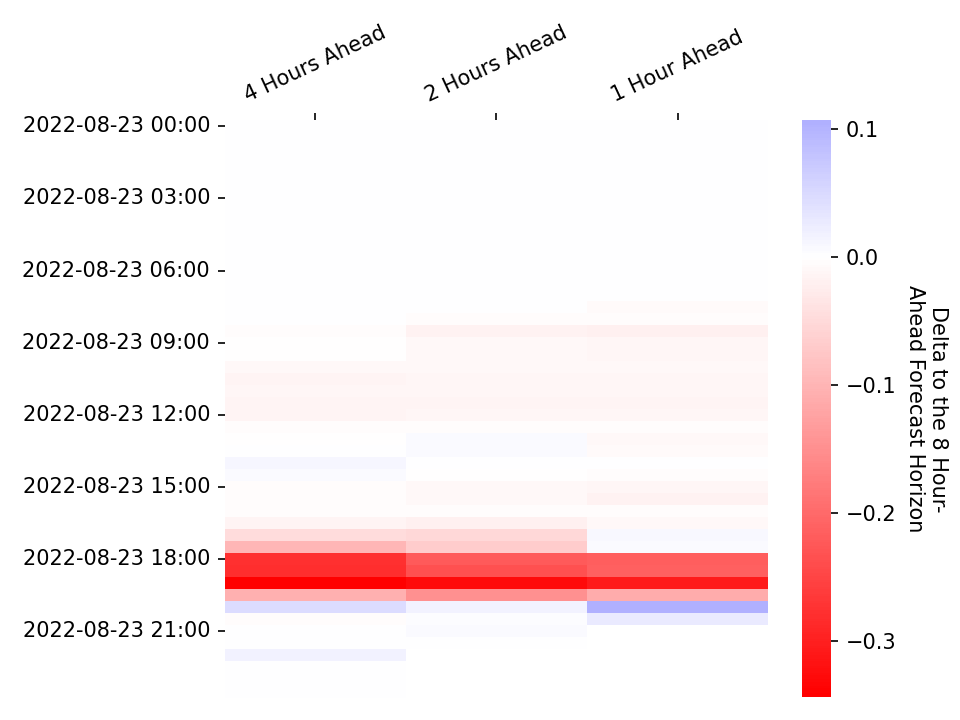 4 Hours Ahead
2 Hours Ahead
1 Hour Ahead
2022-08-23 00:00
2022-08-23 03:00
2022-08-23 06:00
2022-08-23 09:00
2022-08-23 12:00
2022-08-23 15:00
2022-08-23 18:00
2022-08-23 21:00
0.1
0.0
−0.1
−0.2
−0.3
Delta to the 8 Hour-
Ahead Forecast Horizon